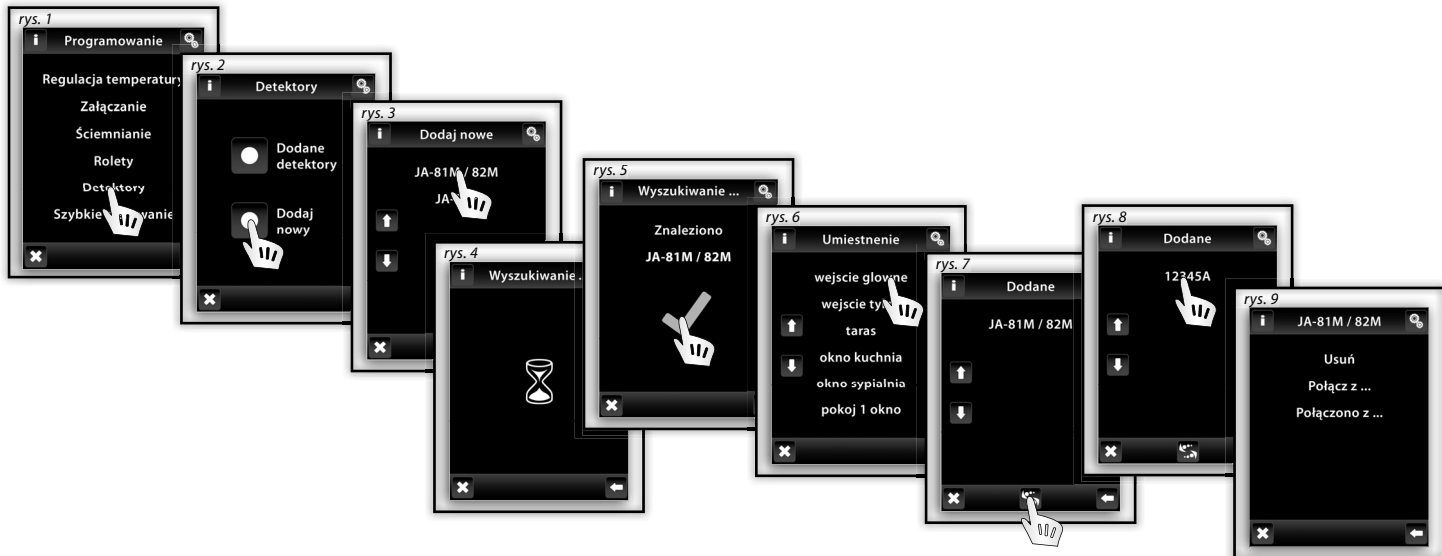 rys. 1
i Programowanie
Regulacja temperatury
Załączanie
Ściemnianie
Rolety
Detektory
Szybkie
rys. 2
i Detektory
Dodane
detektory
Dodaj
nowy
rys. 3
i Dodaj nowe
JA-81M / 82M
JA-
rys. 4
i Wyszukiwanie .
rys. 5
i Wyszukiwanie ...
Znaleziono
JA-81M / 82M
rys. 6
i Umiestnenie
wejscie glowne
wejscie
taras
okno kuchnia
okno sypialnia
pokoj 1 okno
rys. 7
i Dodane
JA-81M / 82M
rys. 8
i Dodane
12345A
rys. 9
i JA-81M / 82M
Usuń
Połącz z ...
Połączono z ...